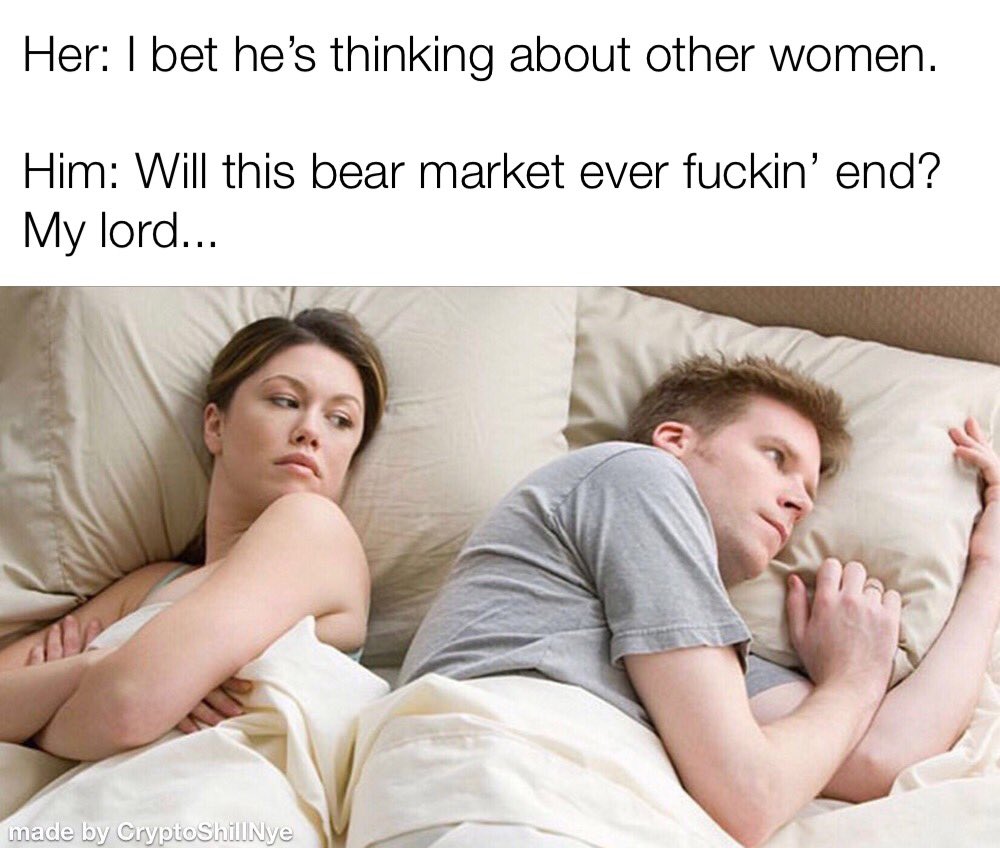 Her: I bet he’s thinking about other women.
Him: Will this bear market ever fuckin’ end?
My lord...
made by CryptoShillNye